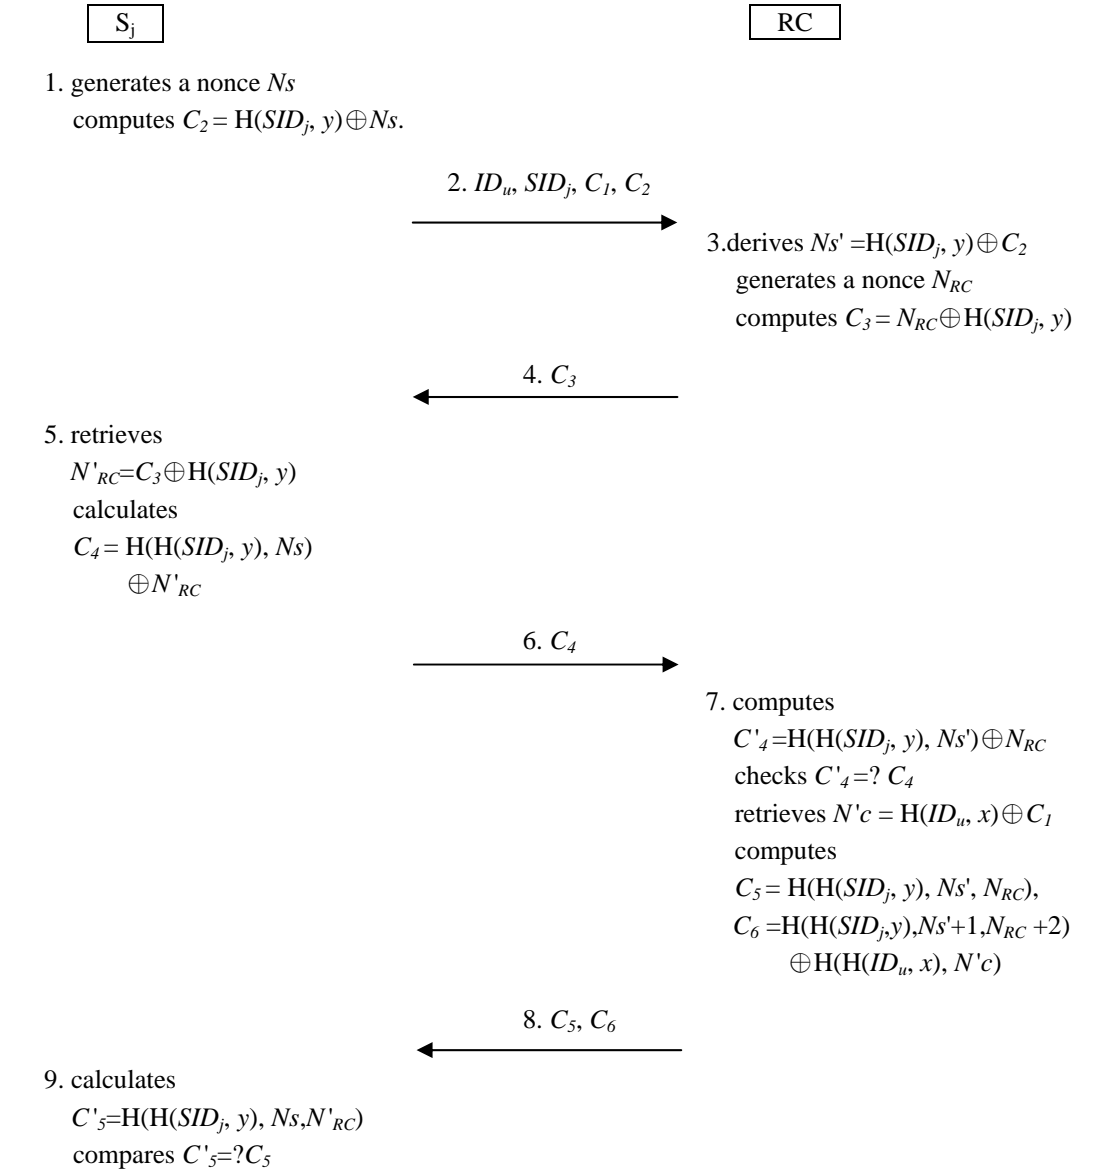 Sj
RC
1. generates a nonce Ns
computes C2 = H(SIDj, y)⊕Ns.
2. IDu, SIDj, C1, C2
3.derives Ns' =H(SIDj, y)⊕C2
generates a nonce NRC
computes C3 = NRC⊕H(SIDj, y)
4. C3
5. retrieves
N'RC=C3⊕H(SIDj, y)
calculates
C4 = H(H(SIDj, y), Ns)
⊕N'RC
6. C4
7. computes
C'4 =H(H(SIDj, y), Ns')⊕NRC
checks C'4 =? C4
retrieves N'c = H(IDu, x)⊕C1
computes
C5 = H(H(SIDj, y), Ns', NRC),
C6 =H(H(SIDj,y),Ns'+1,NRC +2)
⊕H(H(IDu, x), N'c)
8. C5, C6
9. calculates
C'5=H(H(SIDj, y), Ns,N'RC)
compares C'5=?C5